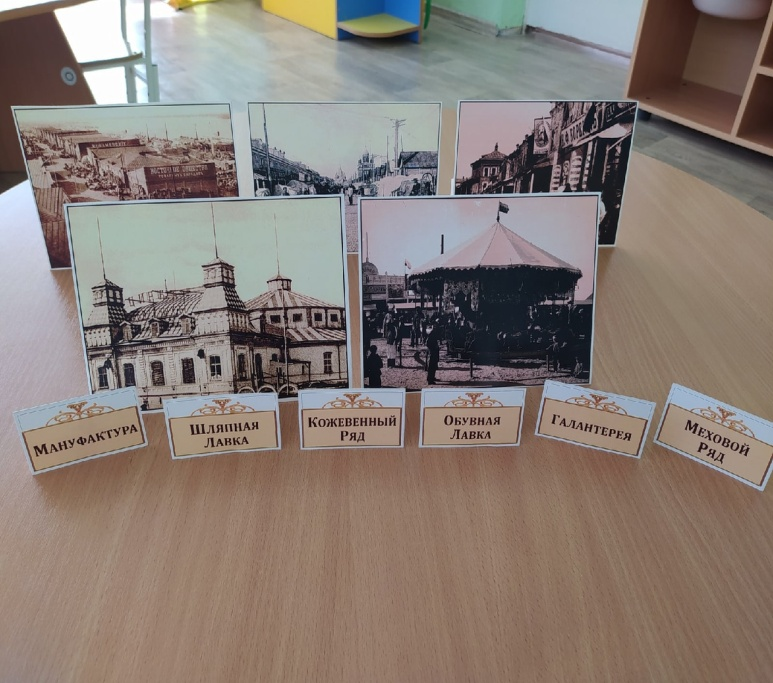 Мануфактура
Шляпная
Лавка
Кожевенный
Ряд
Обувная
Лавка
Галантерея
Меховой
Ряд